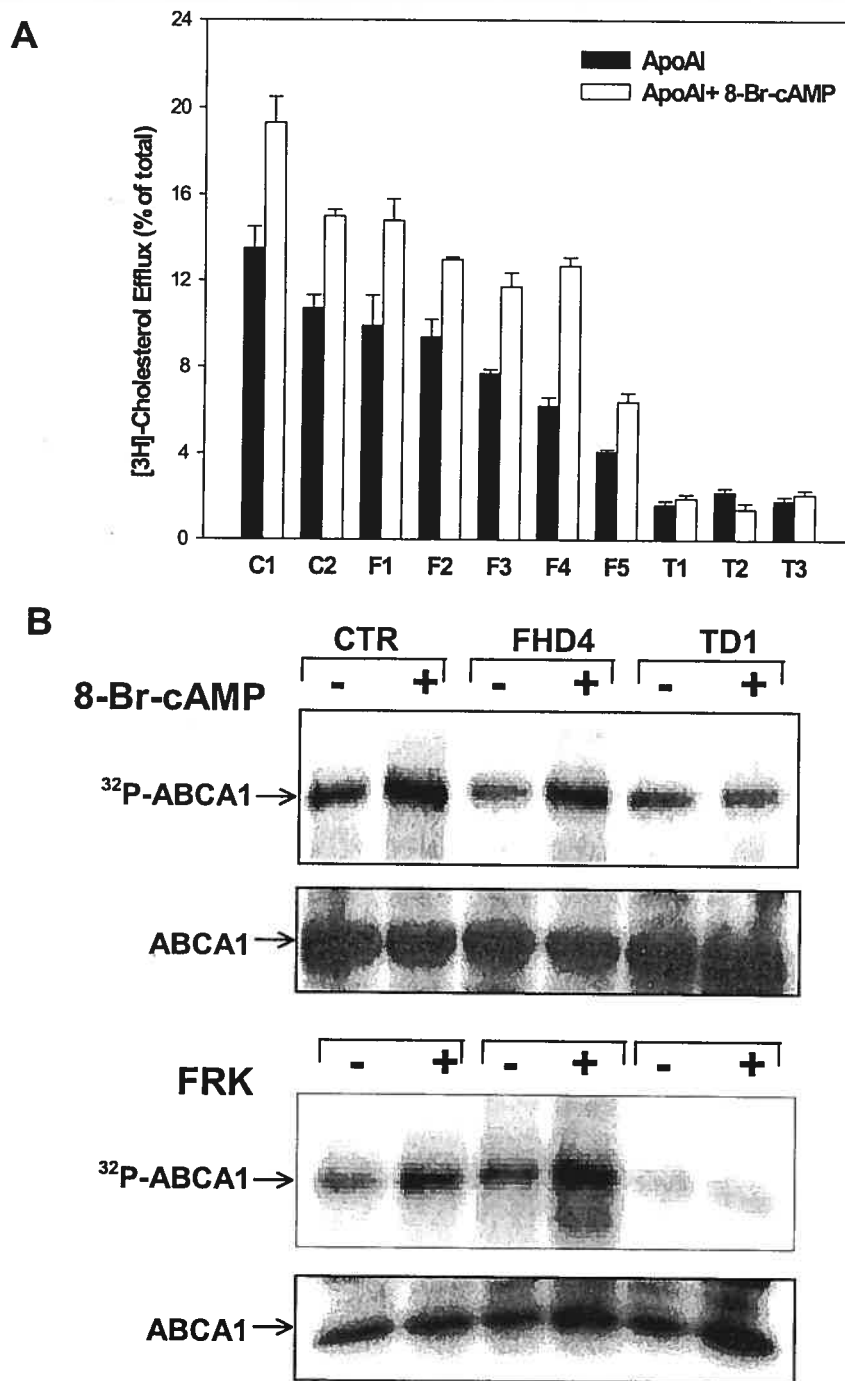 A
24
20
16
12
8
4
0
[3H]-Cholesterol Efflux (% of total)
ApoAI
ApoAI+ 8-Br-cAMP
C1 C2 F1 F2 F3 F4 F5 T1 T2 T3
B
CTR FHD4 TD1
8-Br-cAMP - + - + - +
³²P-ABCA1
ABCA1
FRK - + - + - +
³²P-ABCA1
ABCA1